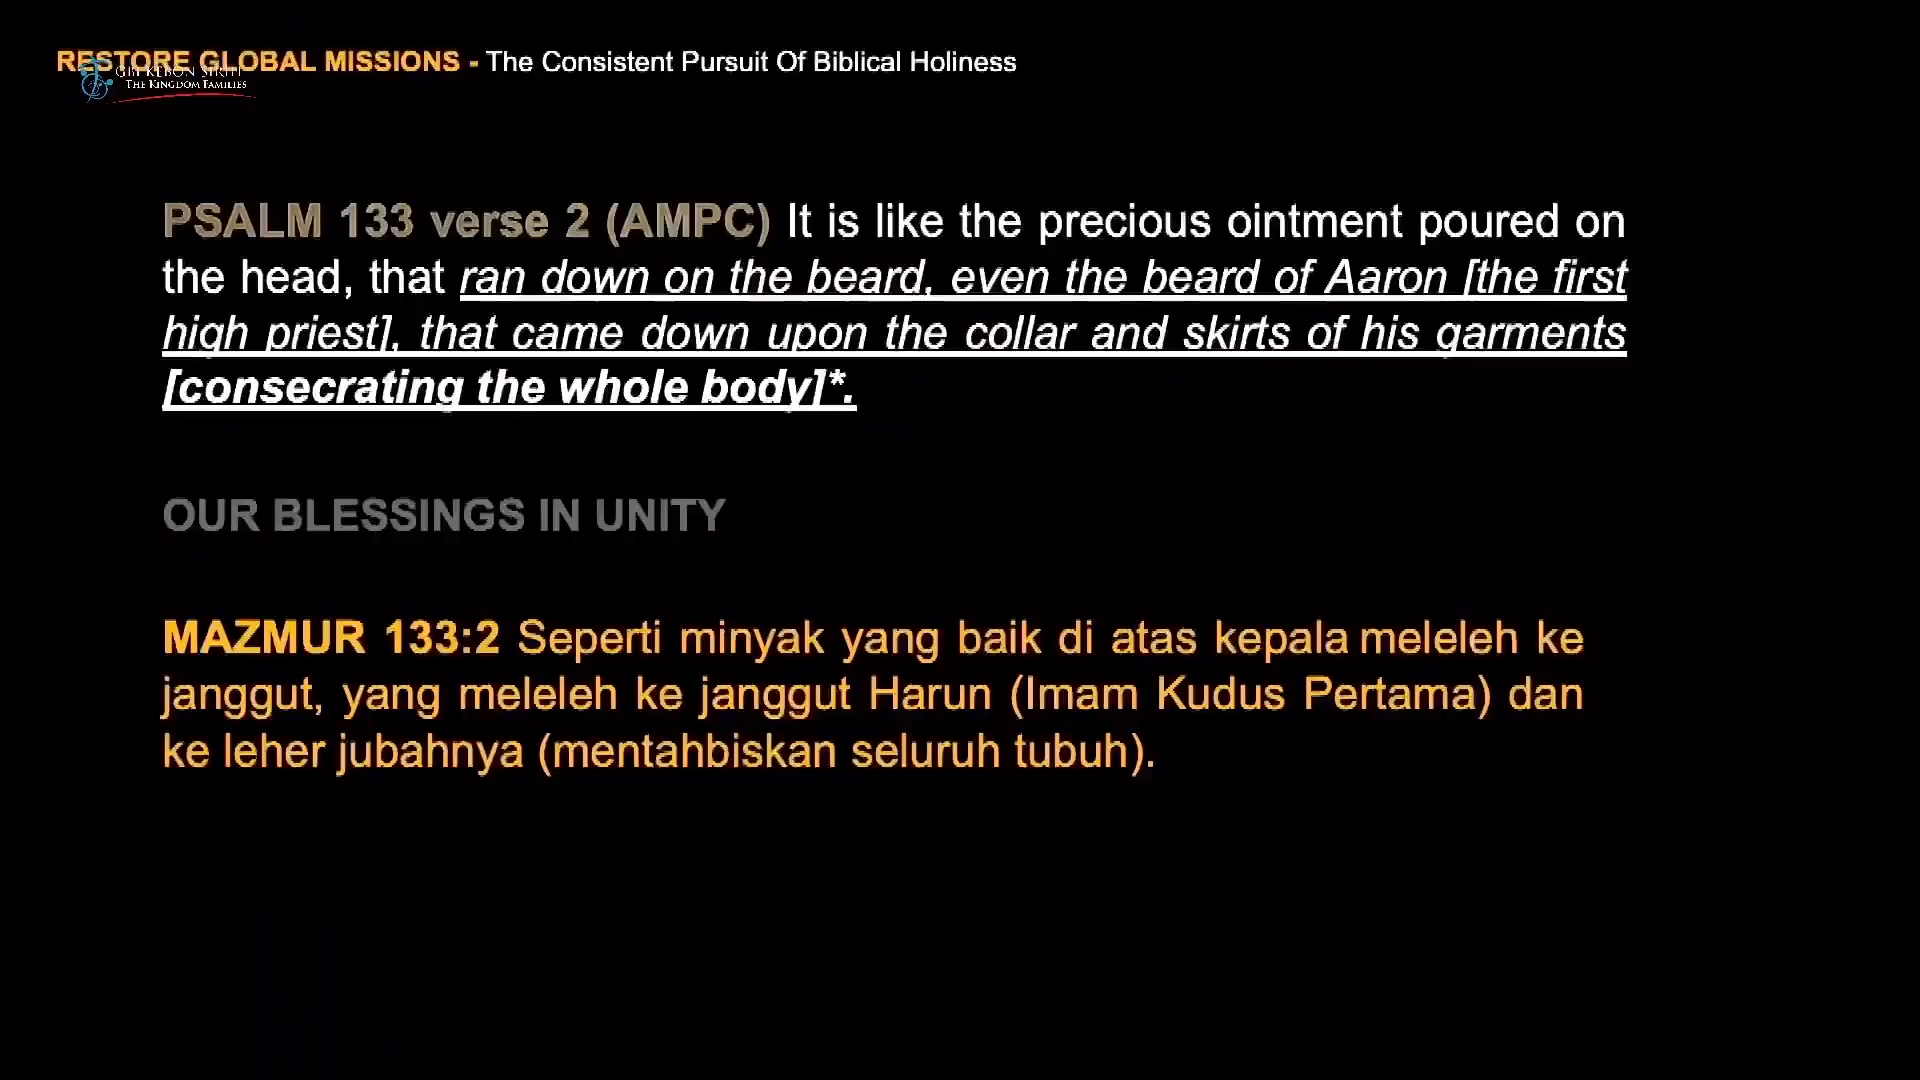 RESTORE GLOBAL MISSIONS - The Consistent Pursuit Of Biblical Holiness
GBI KEBON SIRIH
THE KINGDOM FAMILIES
PSALM 133 verse 2 (AMPC) It is like the precious ointment poured on
the head, that ran down on the beard, even the beard of Aaron [the first
high priest], that came down upon the collar and skirts of his garments
[consecrating the whole body]*.
OUR BLESSINGS IN UNITY
MAZMUR 133:2 Seperti minyak yang baik di atas kepala meleleh ke
janggut, yang meleleh ke janggut Harun (Imam Kudus Pertama) dan
ke leher jubahnya (mentahbiskan seluruh tubuh).